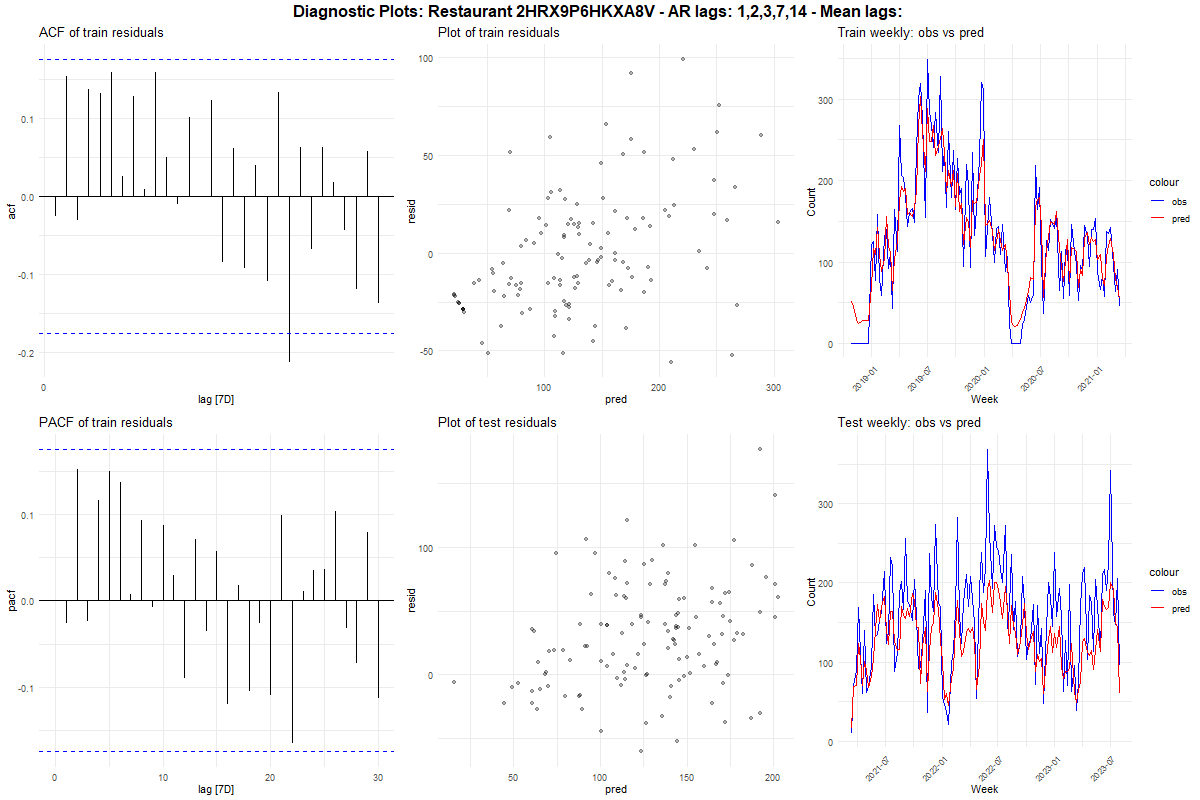 Diagnostic Plots: Restaurant 2HRX9P6HKXA8V - AR lags: 1,2,3,7,14 - Mean lags:
ACF of train residuals
acf
0.1
0.0
-0.1
-0.2
0
lag [7D]
Plot of train residuals
resid
100
50
0
-50
100
200
300
pred
Train weekly: obs vs pred
Count
300
200
100
0
2019-01
2019-07
2020-01
2020-07
2021-01
Week
colour
obs
pred
PACF of train residuals
pacf
0.1
0.0
-0.1
0
10
20
30
lag [7D]
Plot of test residuals
resid
100
0
50
100
150
200
pred
Test weekly: obs vs pred
Count
300
200
100
0
2021-07
2022-01
2022-07
2023-01
2023-07
Week
colour
obs
pred